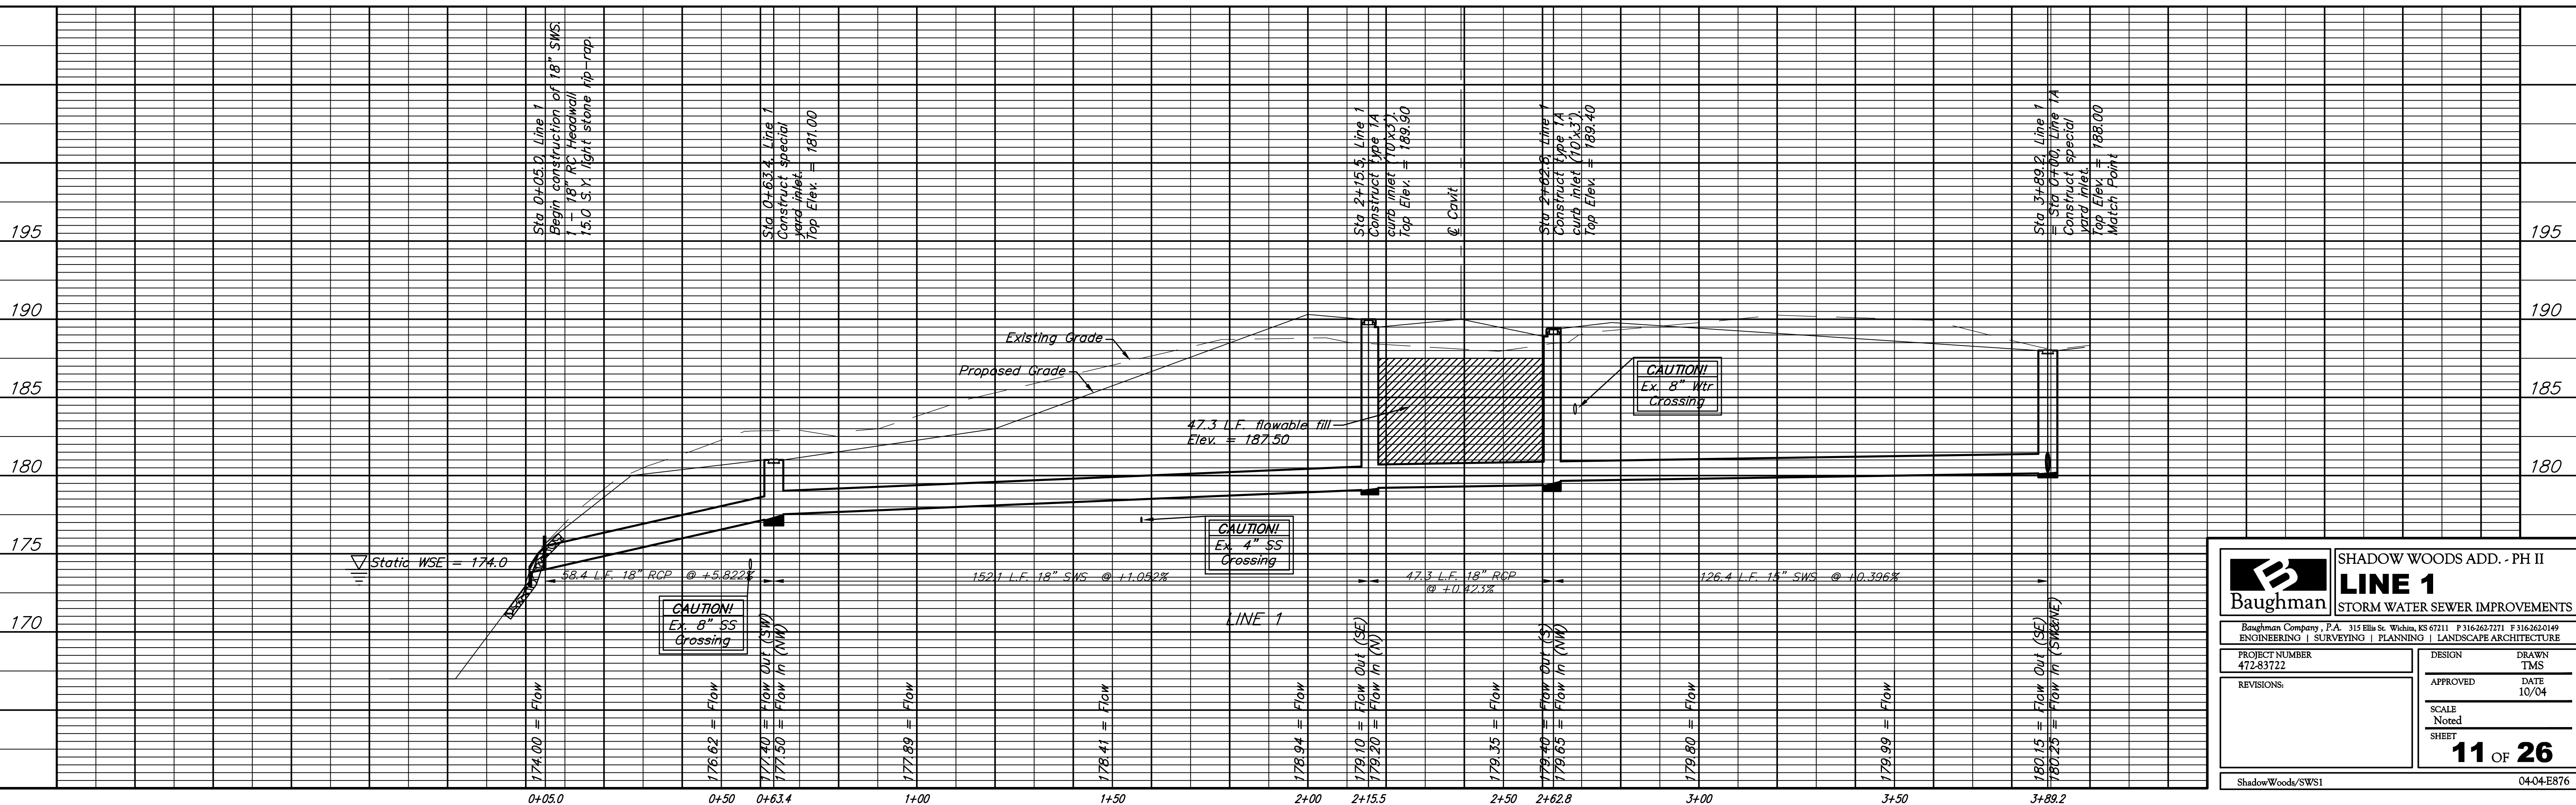 Sta 0+05.0, Line 1
Begin construction of 18" SWS.
1 - 18" RC Headwall
15.0 S.Y. light stone rip-rap.
Sta 0+63.4, Line 1
Construct special
yard inlet.
Top Elev. = 181.00
Sta 2+15.5, Line 1
Construct type 1A
curb inlet (10'x3').
Top Elev. = 189.90
℄ Cavit
Sta 2+62.8, Line 1
Construct type 1A
curb inlet (10'x3').
Top Elev. = 189.40
Sta 3+89.2, Line 1
= Sta 0+00, Line 1A
Construct special
yard inlet.
Top Elev. = 188.00
Match Point
195
195
190
190
185
185
180
180
175
175
170
Existing Grade
Proposed Grade
47.3 L.F. flowable fill
Elev. = 187.50
CAUTION!
Ex. 8" Wtr
Crossing
CAUTION!
Ex. 4" SS
Crossing
CAUTION!
Ex. 8" SS
Crossing
Static WSE = 174.0
58.4 L.F. 18" RCP @ +5.822%
152.1 L.F. 18" SWS @ +1.052%
47.3 L.F. 18" RCP
@ +0.423%
126.4 L.F. 15" SWS @ +0.396%
LINE 1
174.00 = Flow
176.62 = Flow
177.40 = Flow Out (SW)
177.50 = Flow In (NW)
177.89 = Flow
178.41 = Flow
178.94 = Flow
179.10 = Flow Out (SE)
179.20 = Flow In (N)
179.35 = Flow
179.40 = Flow Out (S)
179.65 = Flow In (NW)
179.80 = Flow
179.99 = Flow
180.15 = Flow Out (SE)
180.25 = Flow In (SW&NE)
0+05.0
0+50
0+63.4
1+00
1+50
2+00
2+15.5
2+50
2+62.8
3+00
3+50
3+89.2
B
Baughman
SHADOW WOODS ADD. - PH II
LINE 1
STORM WATER SEWER IMPROVEMENTS
Baughman Company, P.A. 315 Ellis St. Wichita, KS 67211 P 316-262-7271 F 316-262-0149
ENGINEERING | SURVEYING | PLANNING | LANDSCAPE ARCHITECTURE
PROJECT NUMBER
472-83722
DESIGN
DRAWN
TMS
REVISIONS:
APPROVED
DATE
10/04
SCALE
Noted
SHEET
11 OF 26
ShadowWoods/SWS1
04-04-E876